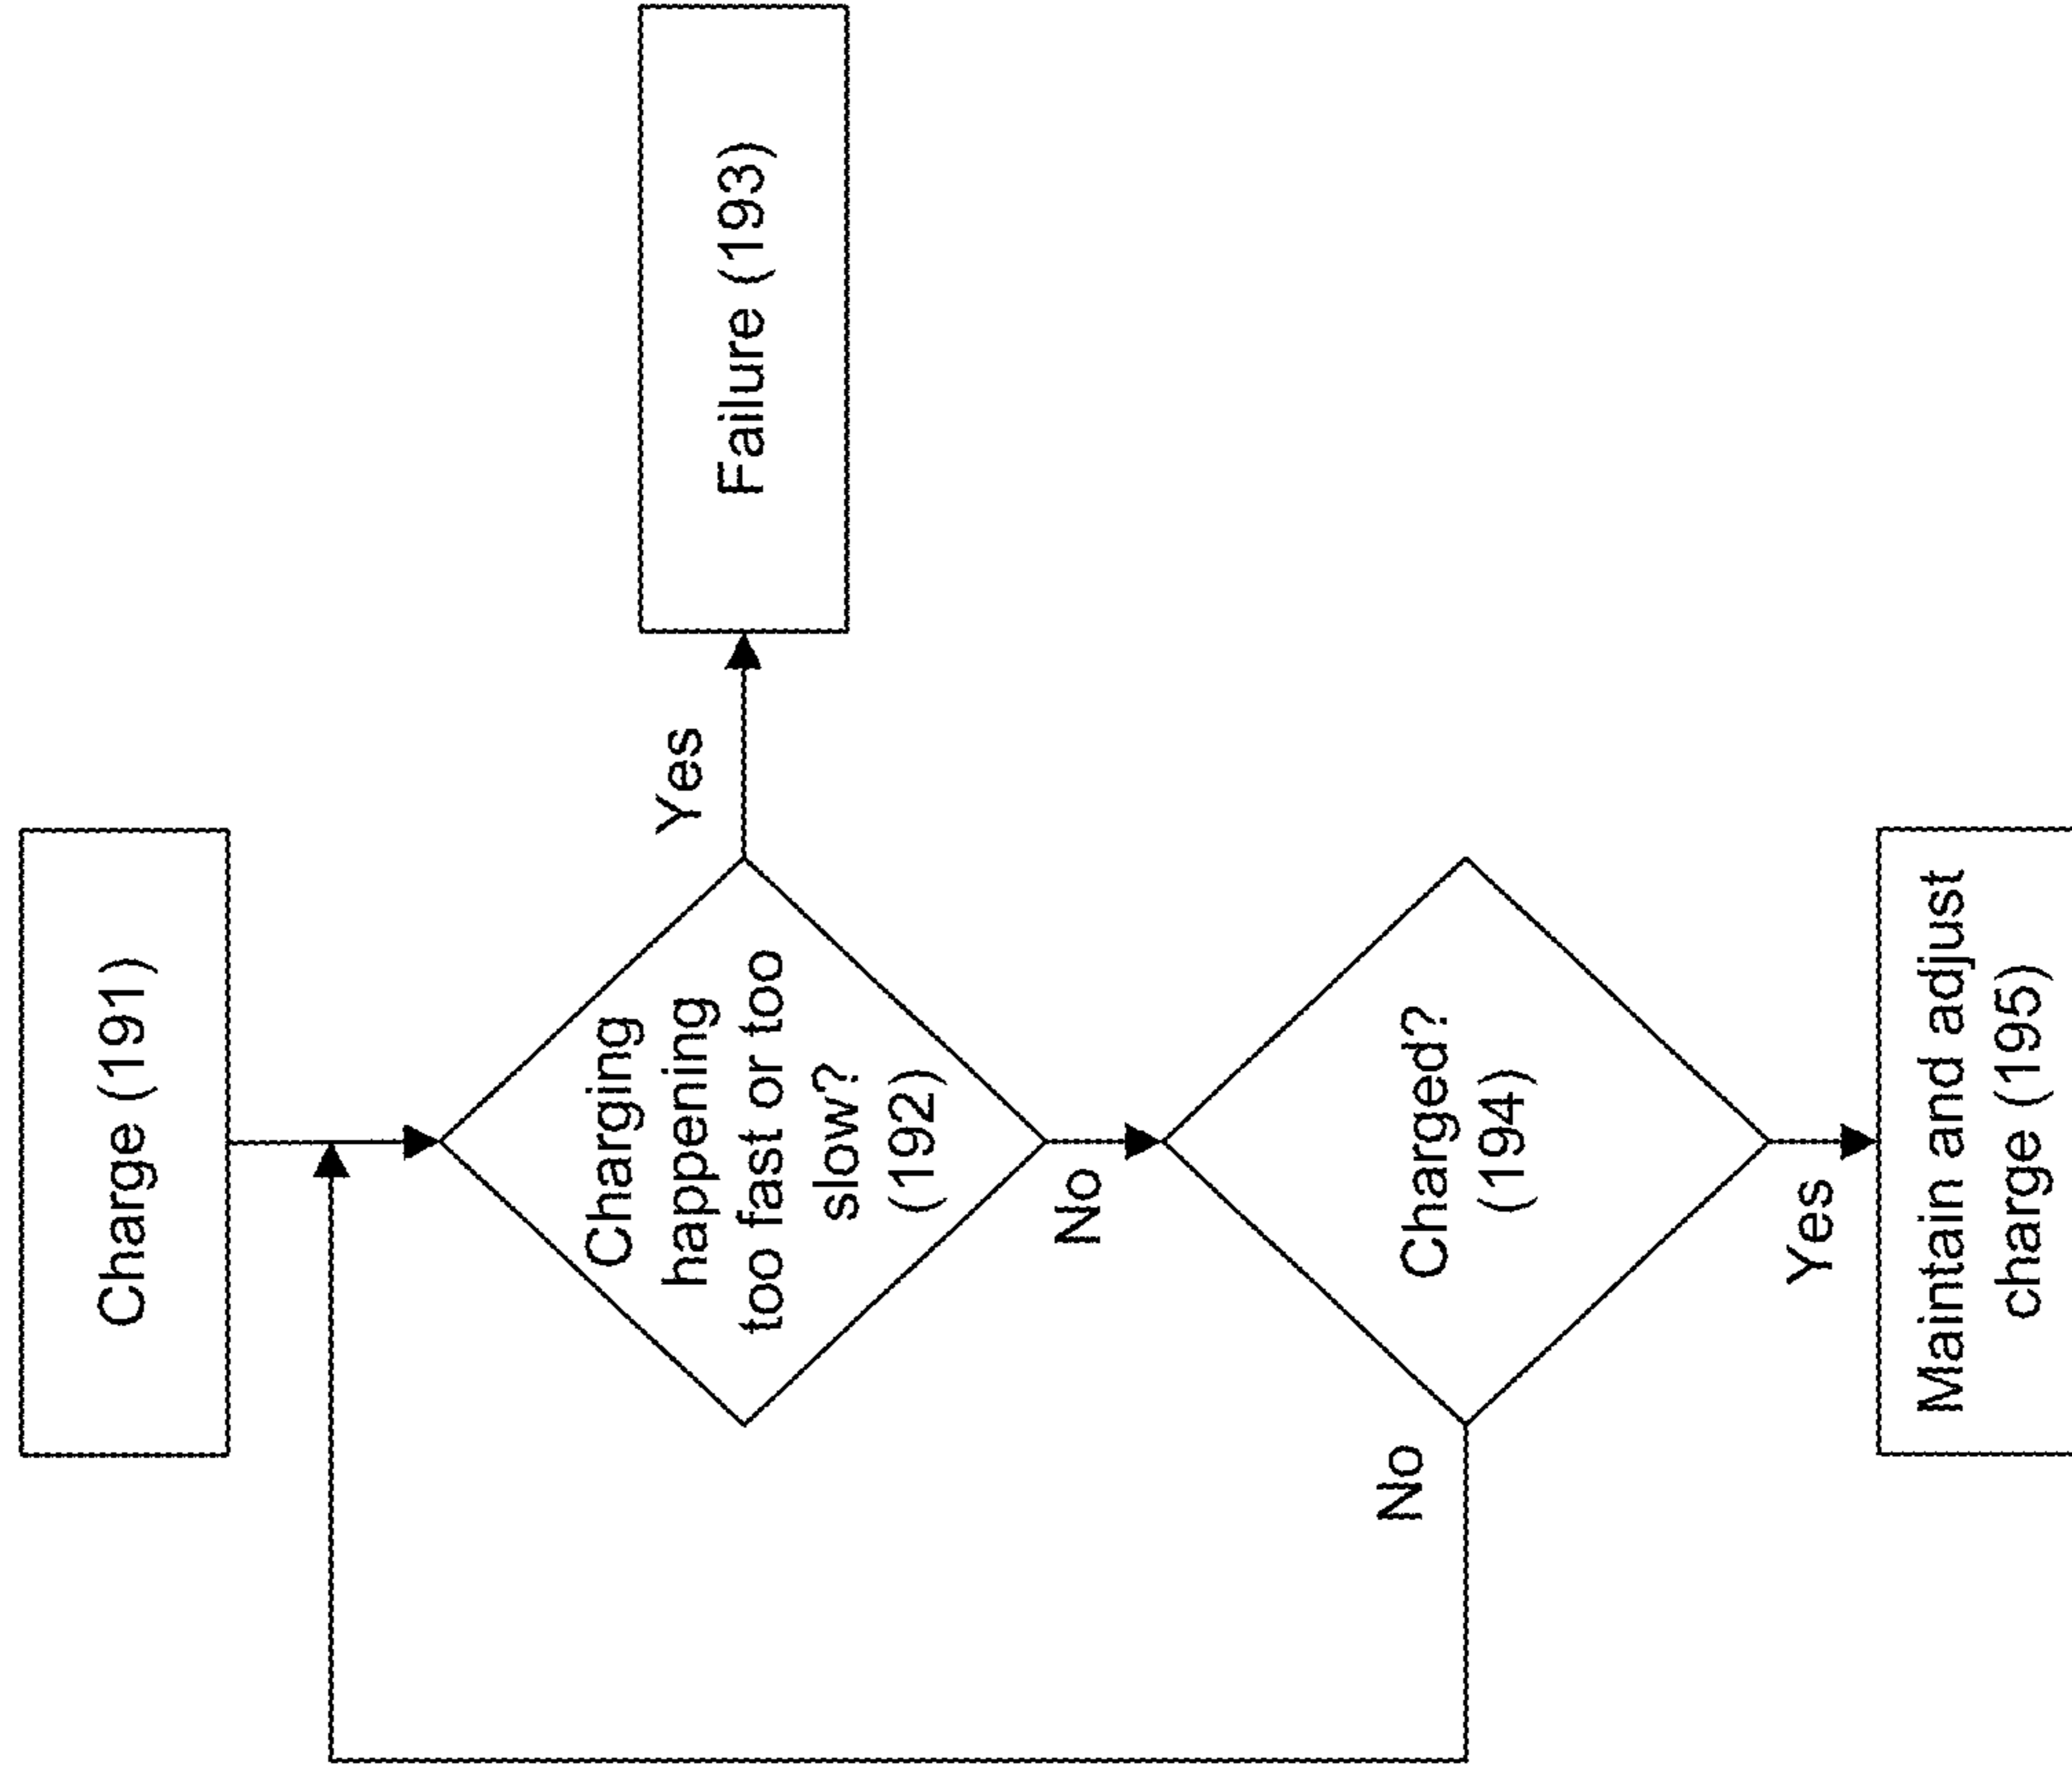 Charge (191)
Charging
happening
too fast or too
slow?
(192)
Yes
Failure (193)
No
Charged?
(194)
No
Yes
Maintain and adjust
charge (195)